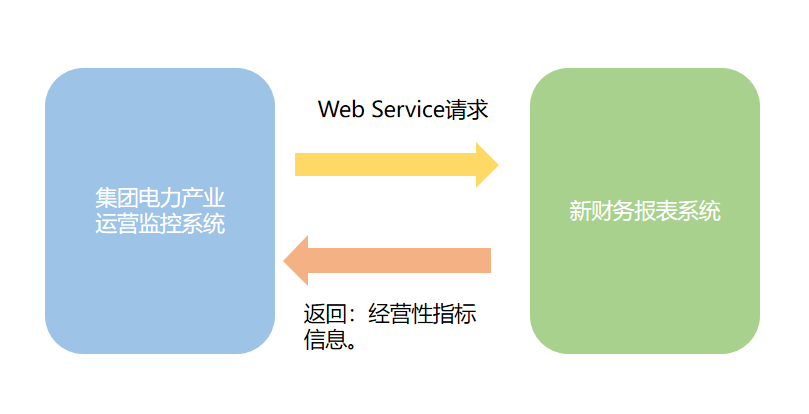 Web Service请求
集团电力产业
运营监控系统
新财务报表系统
返回：经营性指标
信息。